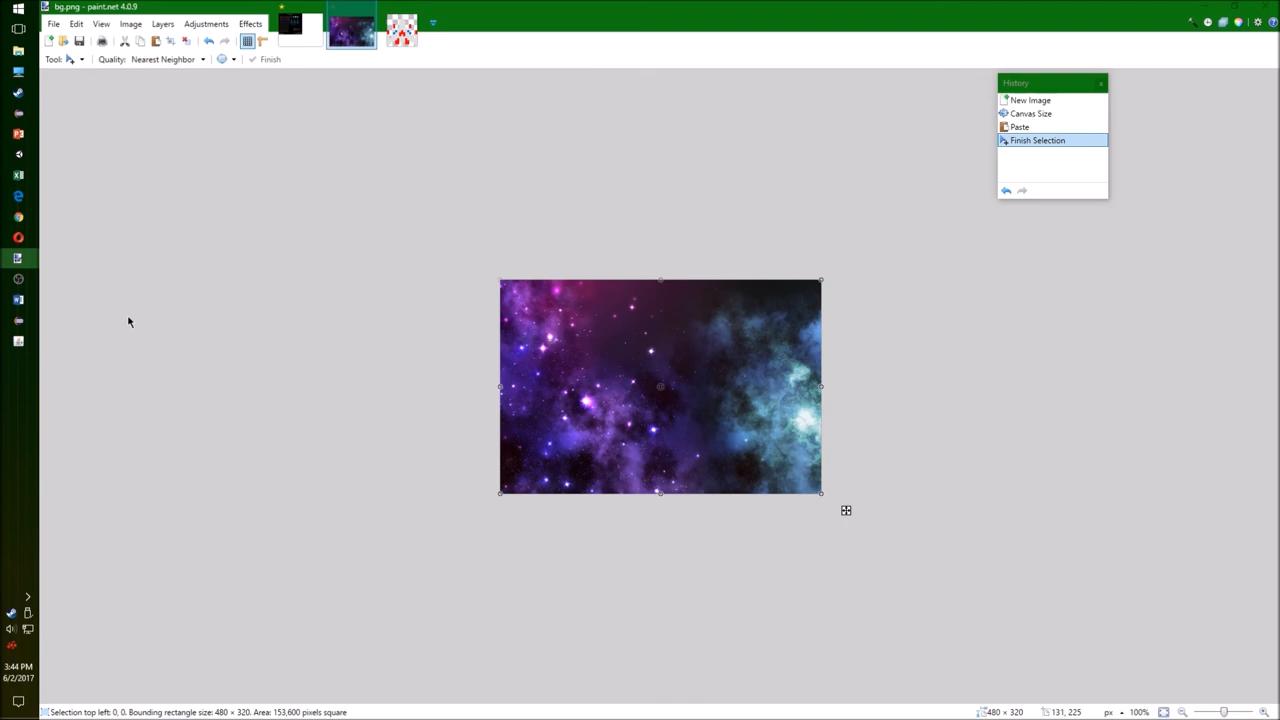 bg.png - paint.net 4.0.9
File Edit View Image Layers Adjustments Effects
Tool: Quality: Nearest Neighbor Finish
History
New Image
Canvas Size
Paste
Finish Selection
3:44 PM
6/2/2017
Selection top left: 0, 0. Bounding rectangle size: 480 × 320. Area: 153,600 pixels square 480 × 320 131, 225 px 100%